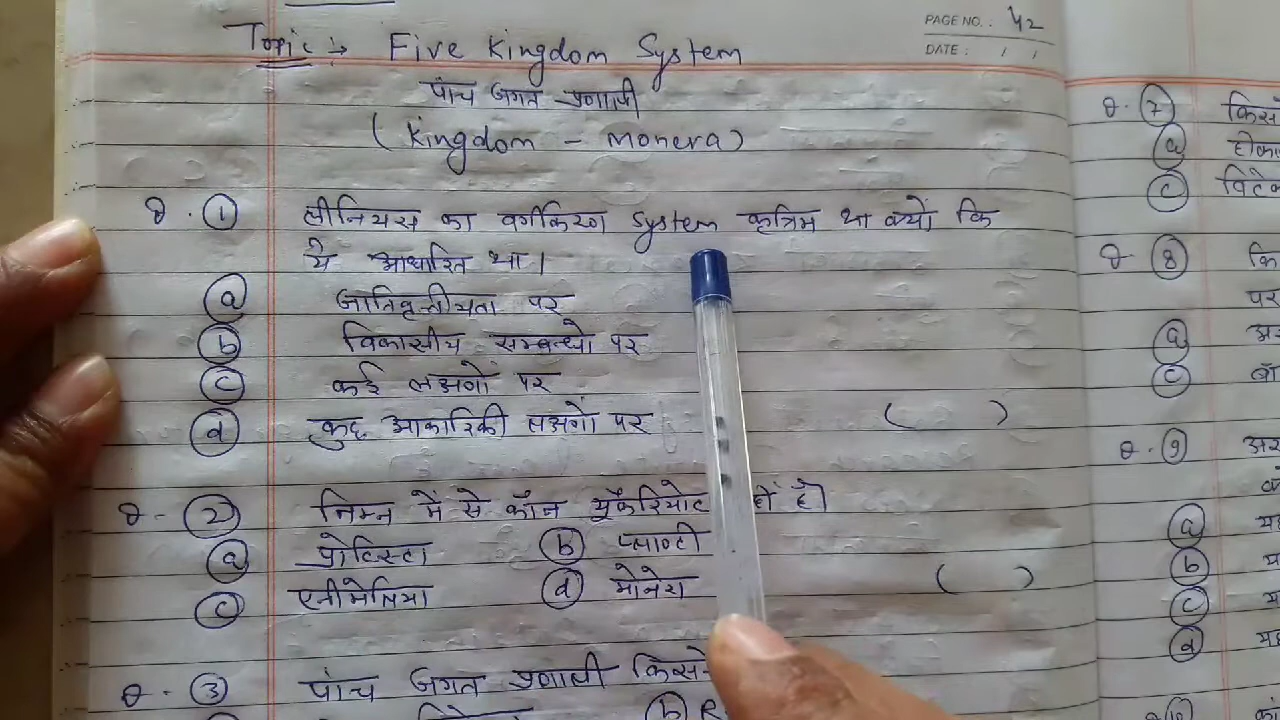 PAGE NO.: 42
DATE: / /
Topic :→ Five Kingdom System
पांच जगत प्रणाली
(Kingdom - Monera)
Q. 1 लीनियस का वर्गीकरण System कृत्रिम था क्यों कि
ये आधारित था।
a जातिवृत्तीयता पर
b विकासीय सम्बन्धो पर
c कई लक्षणों पर
d कुछ आकारिकी लक्षणों पर ( )
Q. 2 निम्न में से कौन यूकेरियोट हीं है
a प्रोटिस्टा b प्लाण्टी
c एनीमेलिया d मोनेरा ( )
Q. 3 पांच जगत प्रणाली किसने
b R
Q. 7 किस
a
c
Q 8 कि
पर
a
c
Q. 9
a
b
c
d